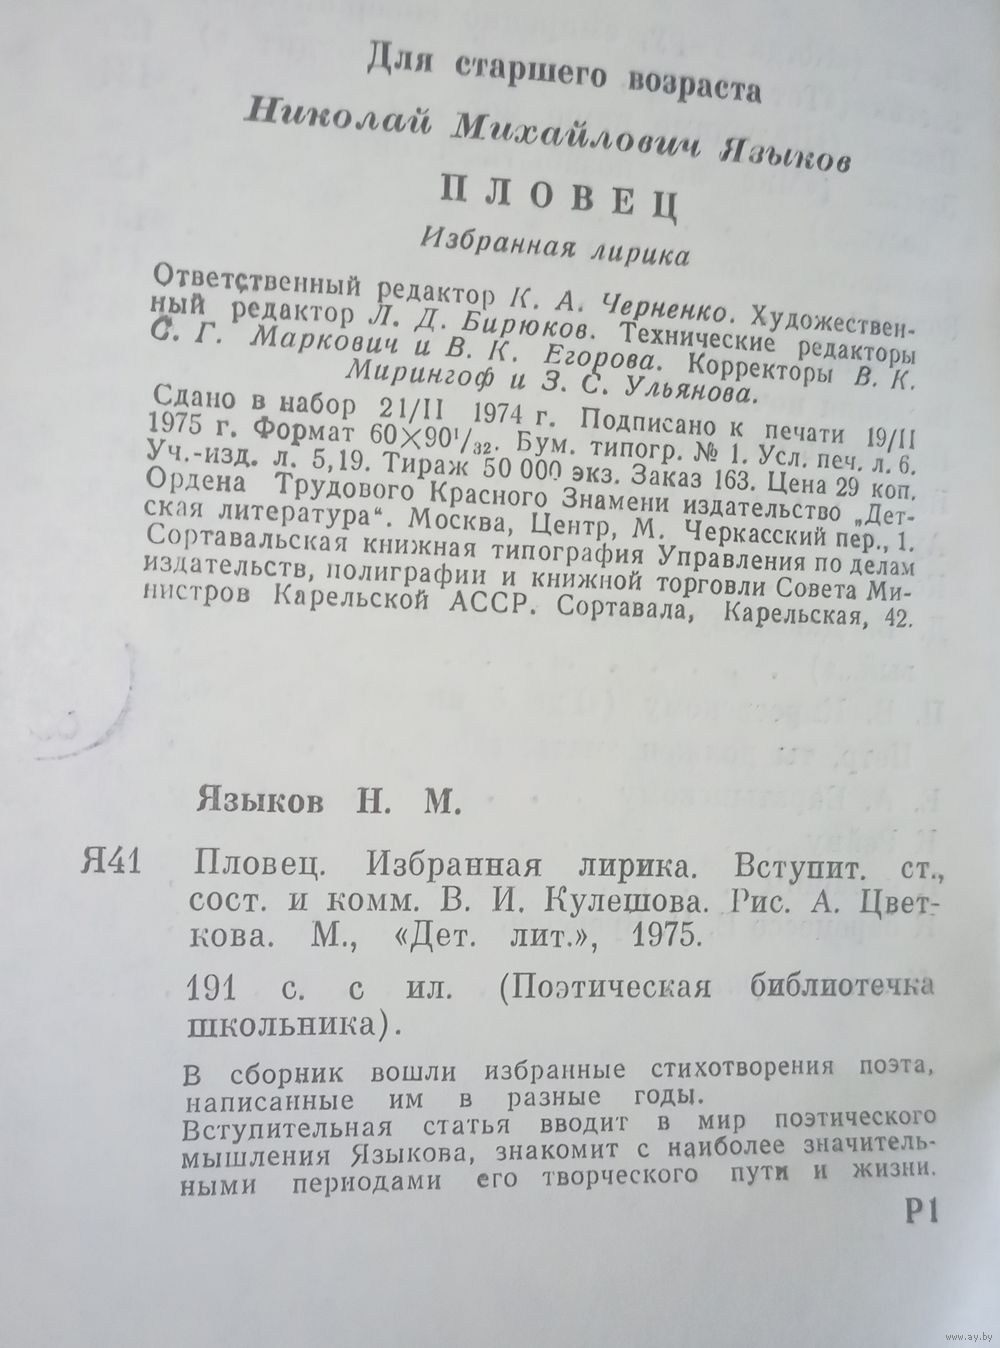 Для старшего возраста
Николай Михайлович Языков
ПЛОВЕЦ
Избранная лирика
Ответственный редактор К. А. Черненко. Художествен-
ный редактор Л. Д. Бирюков. Технические редакторы
С. Г. Маркович и В. К. Егорова. Корректоры В. К.
Мирингоф и З. С. Ульянова.
Сдано в набор 21/II 1974 г. Подписано к печати 19/II
1975 г. Формат 60×90¹/₃₂. Бум. типогр. № 1. Усл. печ. л. 6.
Уч.-изд. л. 5,19. Тираж 50 000 экз. Заказ 163. Цена 29 коп.
Ордена Трудового Красного Знамени издательство „Дет-
ская литература“. Москва, Центр, М. Черкасский пер., 1.
Сортавальская книжная типография Управления по делам
издательств, полиграфии и книжной торговли Совета Ми-
нистров Карельской АССР. Сортавала, Карельская, 42.
Языков Н. М.
Я41 Пловец. Избранная лирика. Вступит. ст.,
сост. и комм. В. И. Кулешова. Рис. А. Цвет-
кова. М., «Дет. лит.», 1975.
191 с. с ил. (Поэтическая библиотечка
школьника).
В сборник вошли избранные стихотворения поэта,
написанные им в разные годы.
Вступительная статья вводит в мир поэтического
мышления Языкова, знакомит с наиболее значитель-
ными периодами его творческого пути и жизни.
Р1
www.ay.by